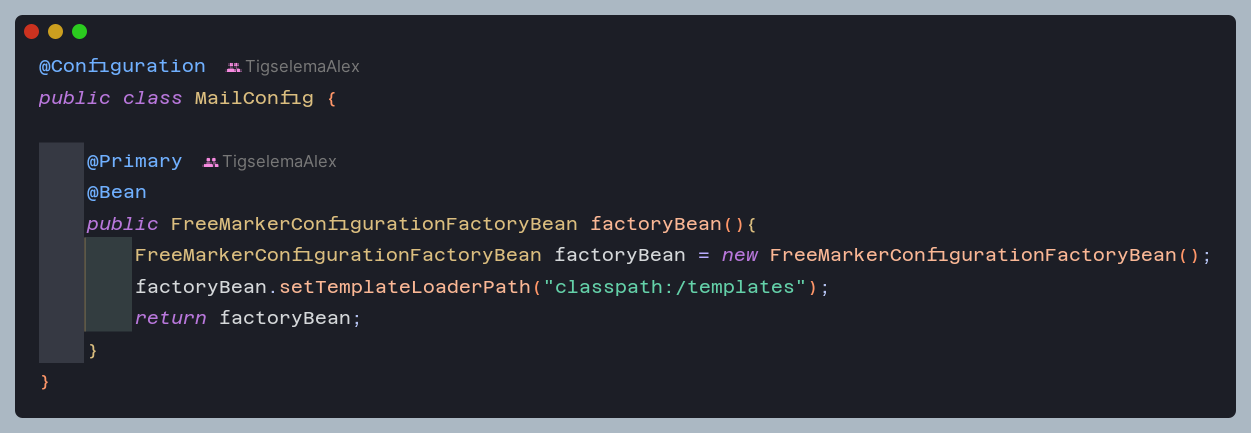 @Configuration TigselemaAlex
public class MailConfig {
@Primary TigselemaAlex
@Bean
public FreeMarkerConfigurationFactoryBean factoryBean(){
FreeMarkerConfigurationFactoryBean factoryBean = new FreeMarkerConfigurationFactoryBean();
factoryBean.setTemplateLoaderPath("classpath:/templates");
return factoryBean;
}
}